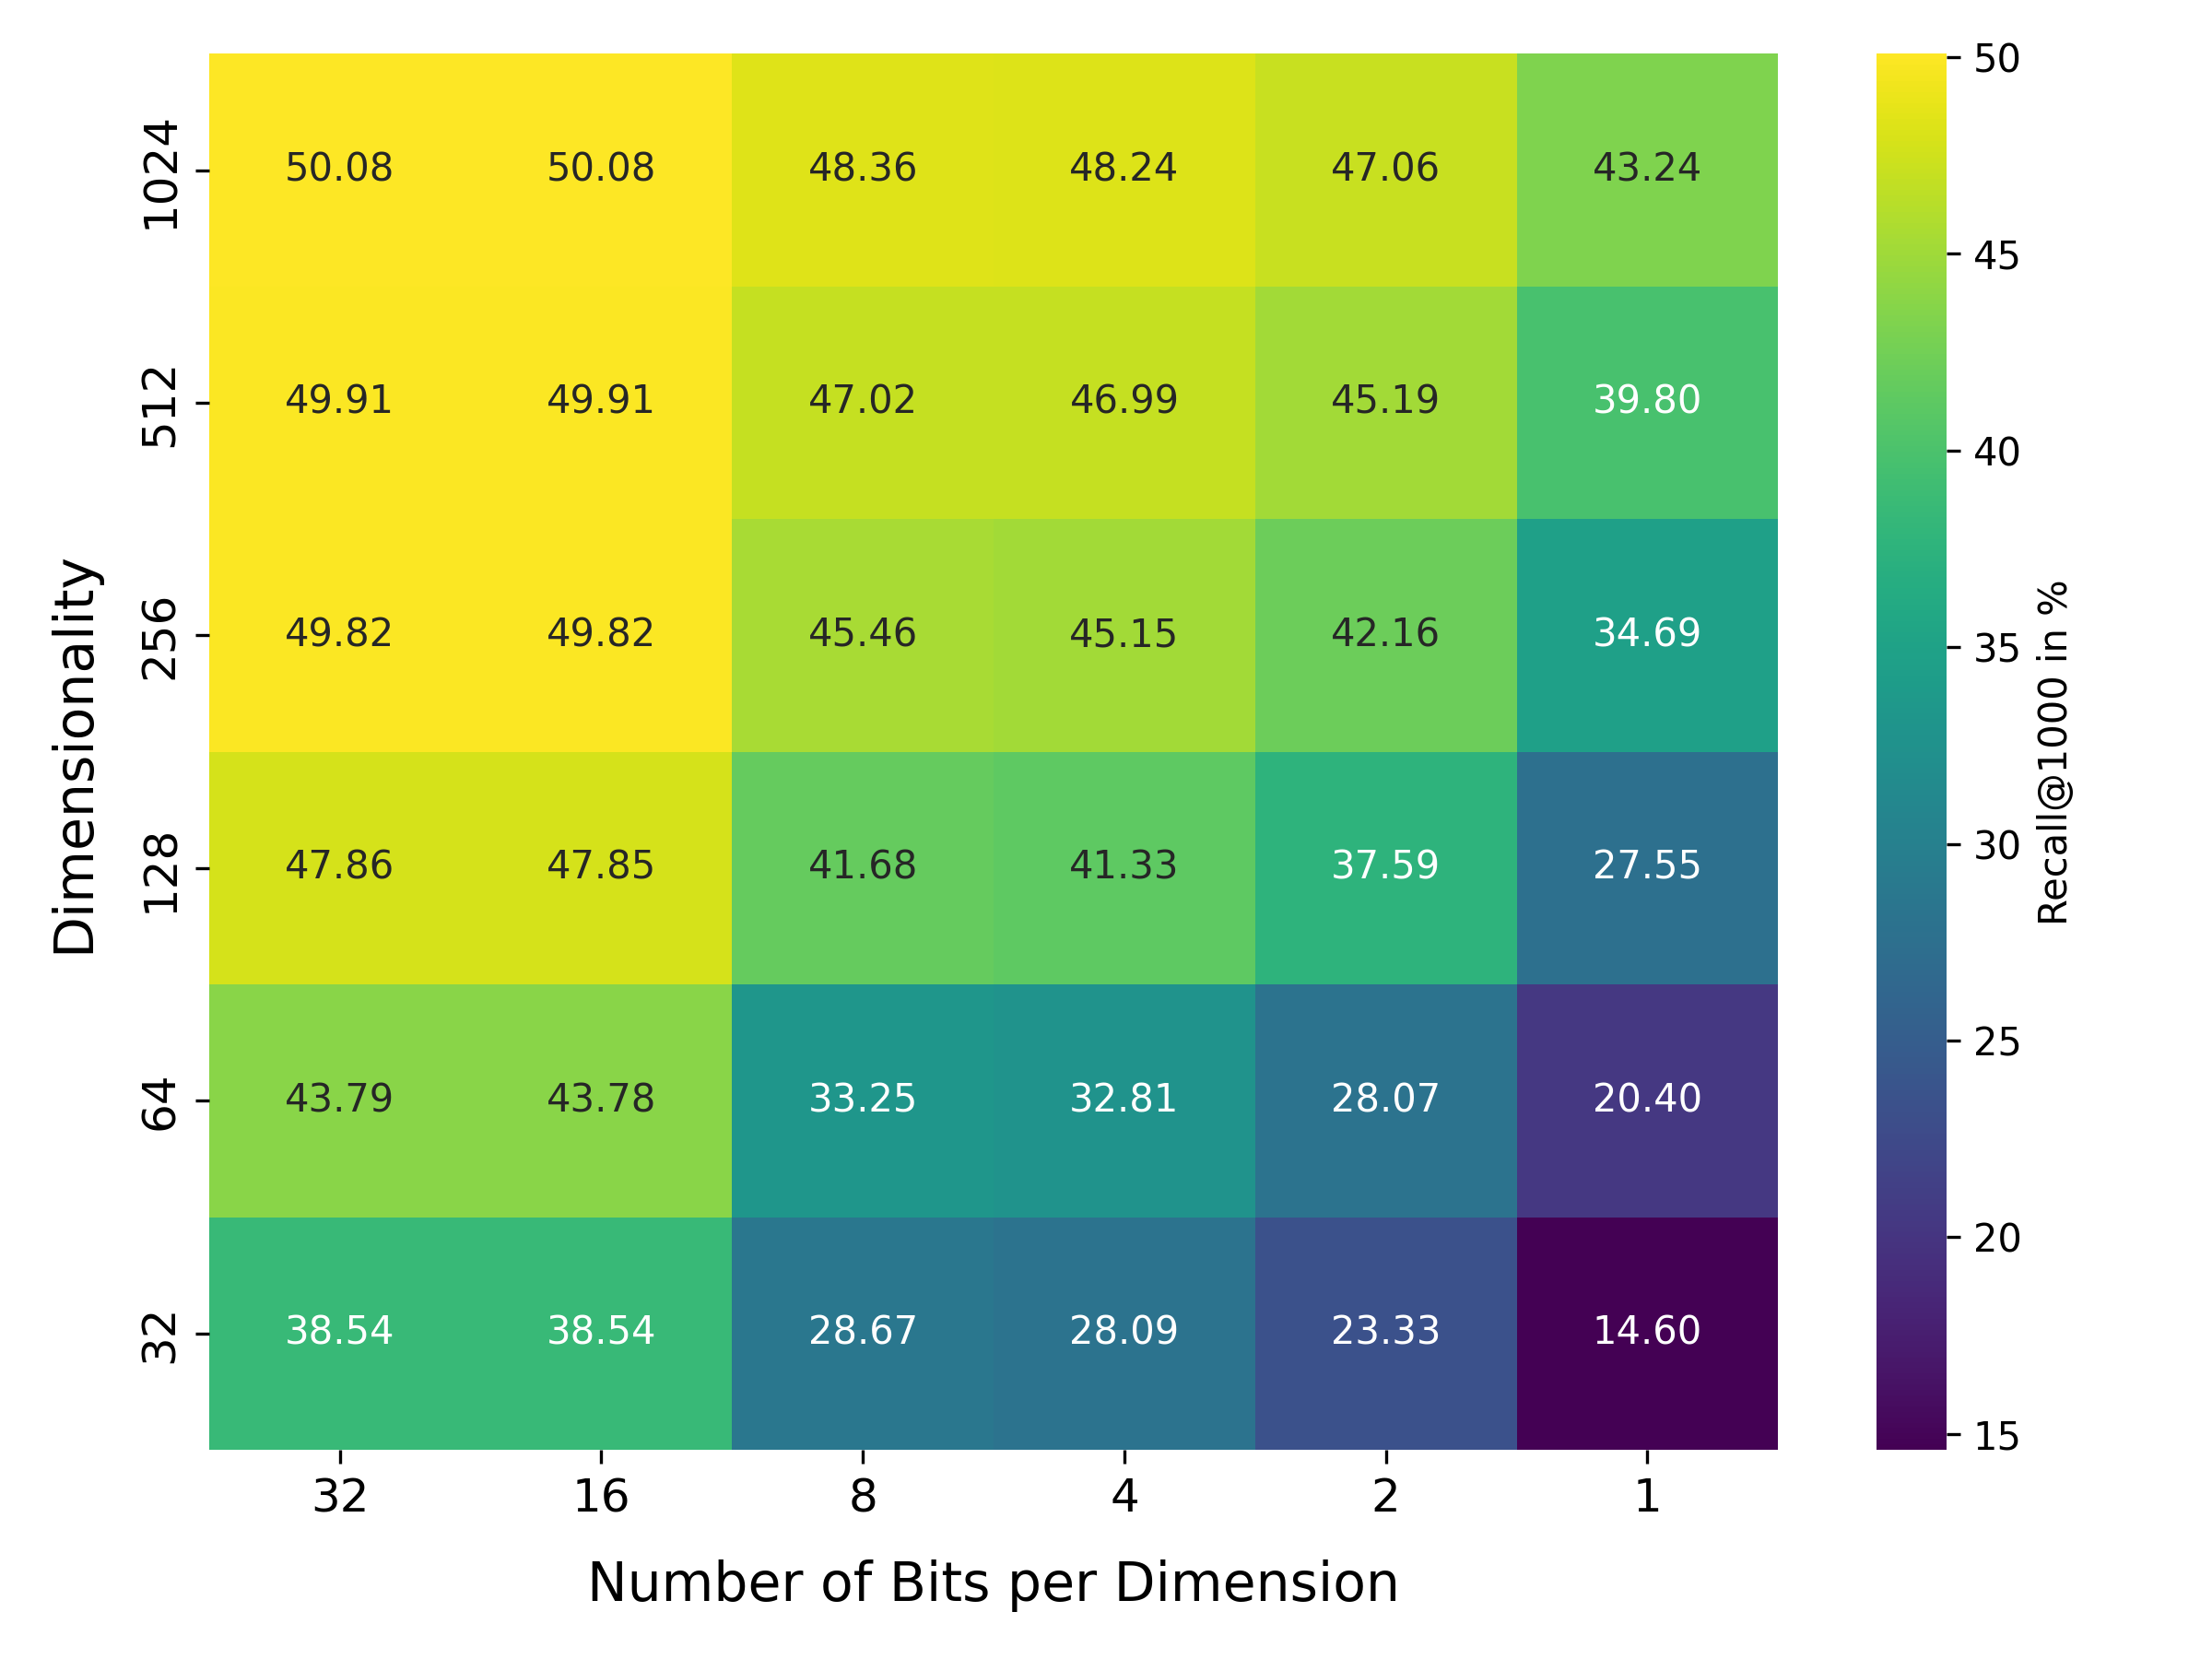 1024 50.08 50.08 48.36 48.24 47.06 43.24
512 49.91 49.91 47.02 46.99 45.19 39.80
256 49.82 49.82 45.46 45.15 42.16 34.69
128 47.86 47.85 41.68 41.33 37.59 27.55
64 43.79 43.78 33.25 32.81 28.07 20.40
32 38.54 38.54 28.67 28.09 23.33 14.60
32 16 8 4 2 1
Number of Bits per Dimension
Dimensionality
50
45
40
35
30
25
20
15
Recall@1000 in %